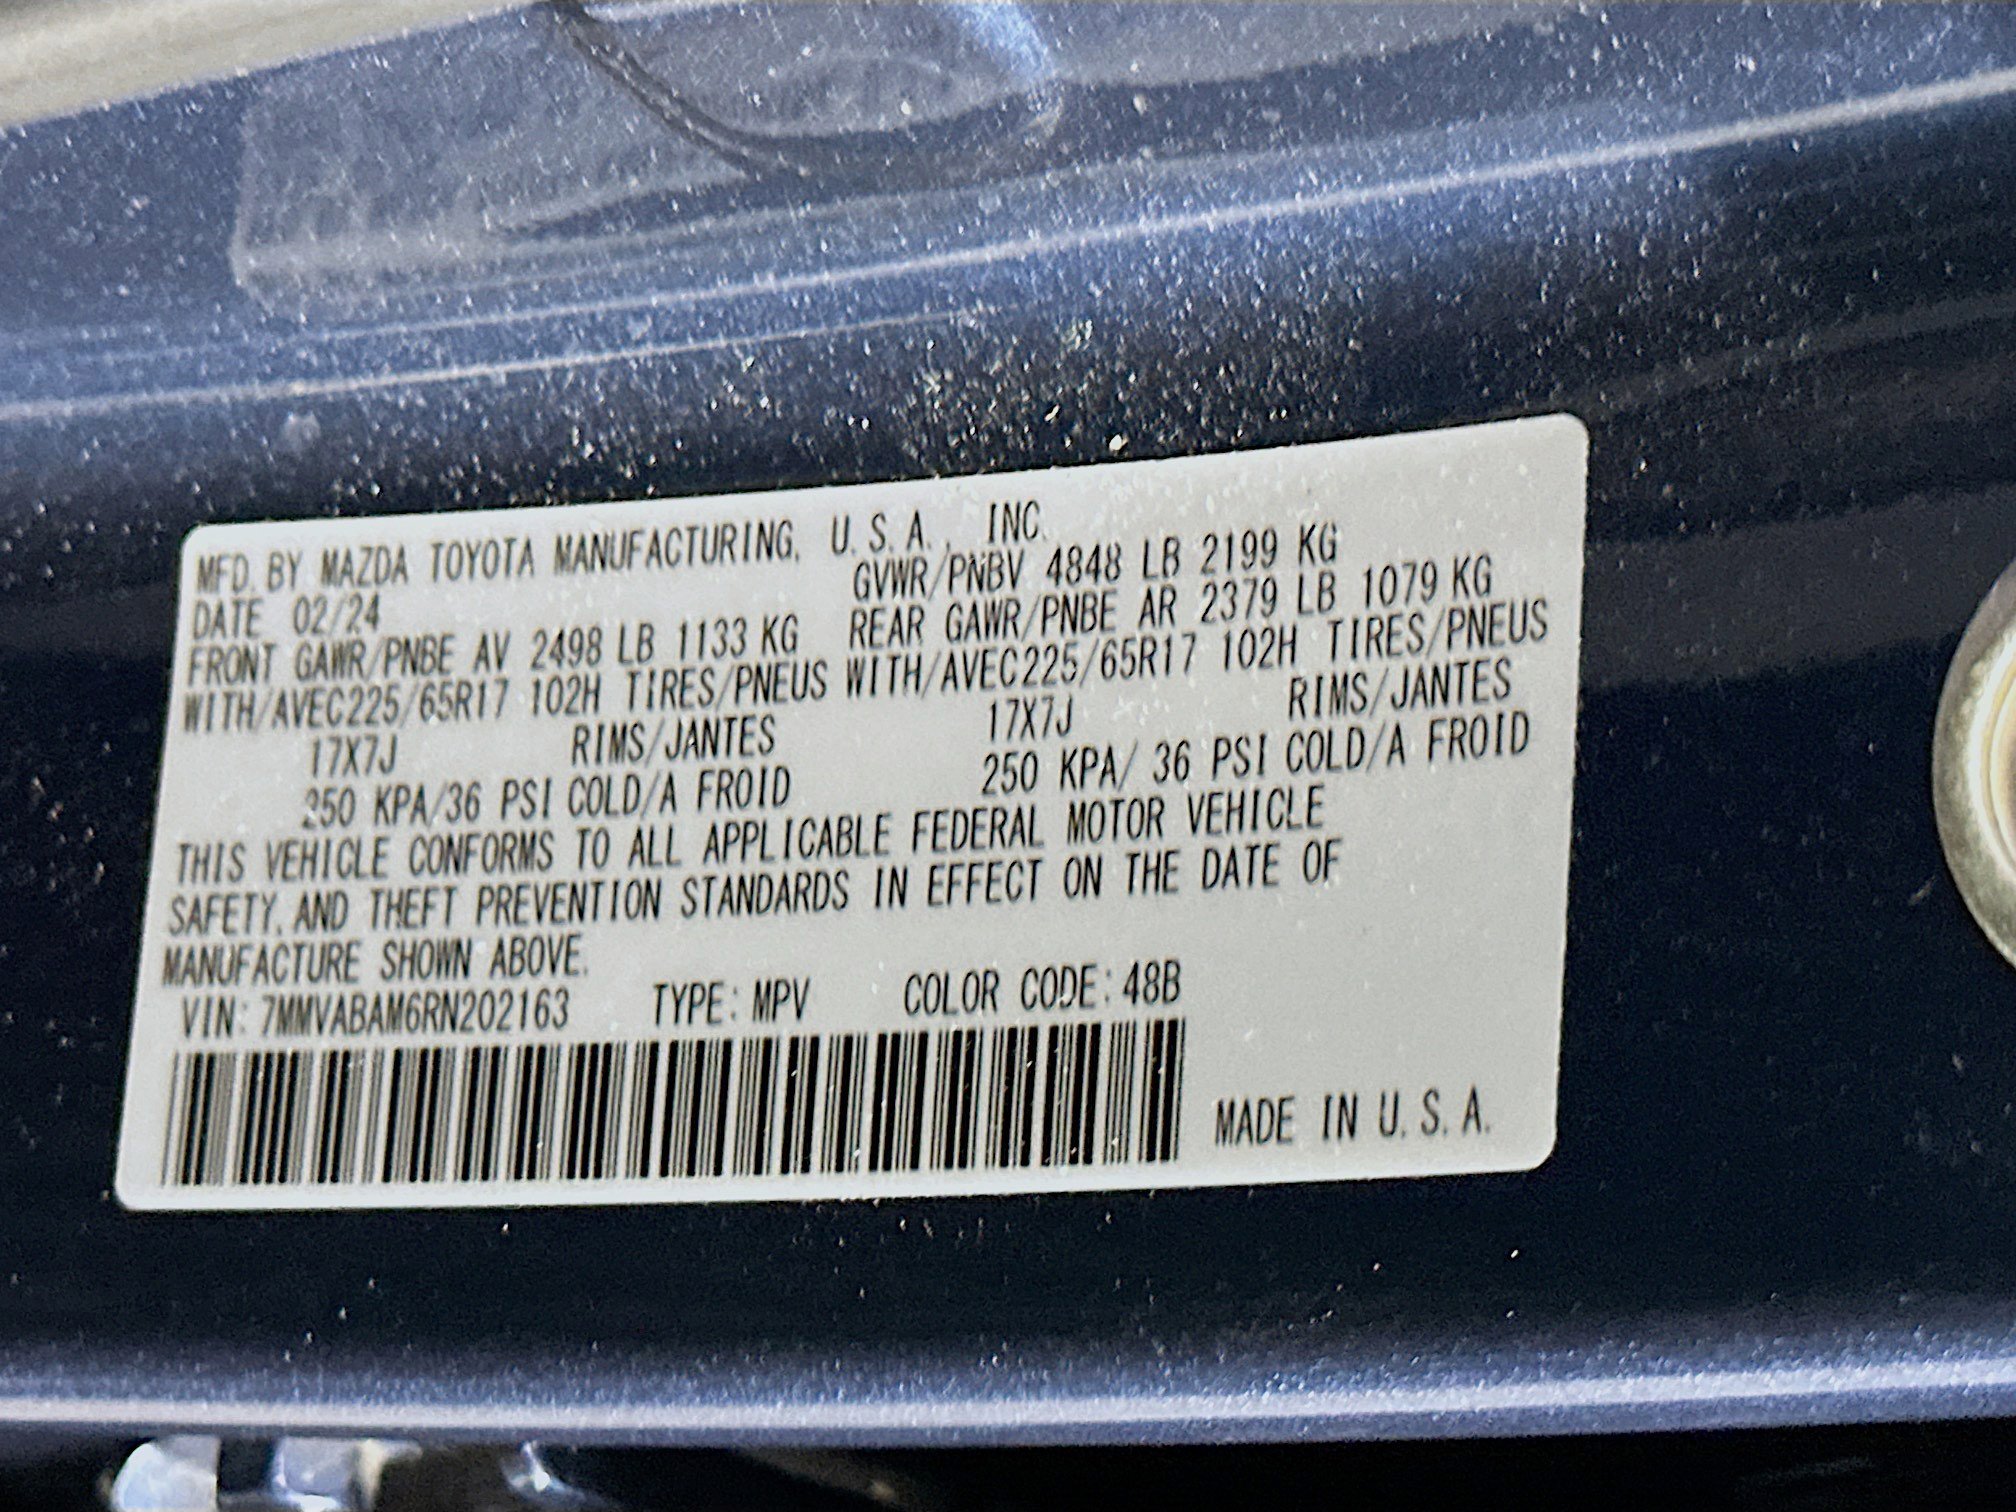 MFD. BY MAZDA TOYOTA MANUFACTURING, U.S.A., INC.
DATE 02/24 GVWR/PNBV 4848 LB 2199 KG
FRONT GAWR/PNBE AV 2498 LB 1133 KG REAR GAWR/PNBE AR 2379 LB 1079 KG
WITH/AVEC225/65R17 102H TIRES/PNEUS WITH/AVEC225/65R17 102H TIRES/PNEUS
17X7J RIMS/JANTES 17X7J RIMS/JANTES
250 KPA/36 PSI COLD/A FROID 250 KPA/ 36 PSI COLD/A FROID
THIS VEHICLE CONFORMS TO ALL APPLICABLE FEDERAL MOTOR VEHICLE
SAFETY, AND THEFT PREVENTION STANDARDS IN EFFECT ON THE DATE OF
MANUFACTURE SHOWN ABOVE.
VIN: 7MMVABAM6RN202163 TYPE: MPV COLOR CODE: 48B
MADE IN U.S.A.